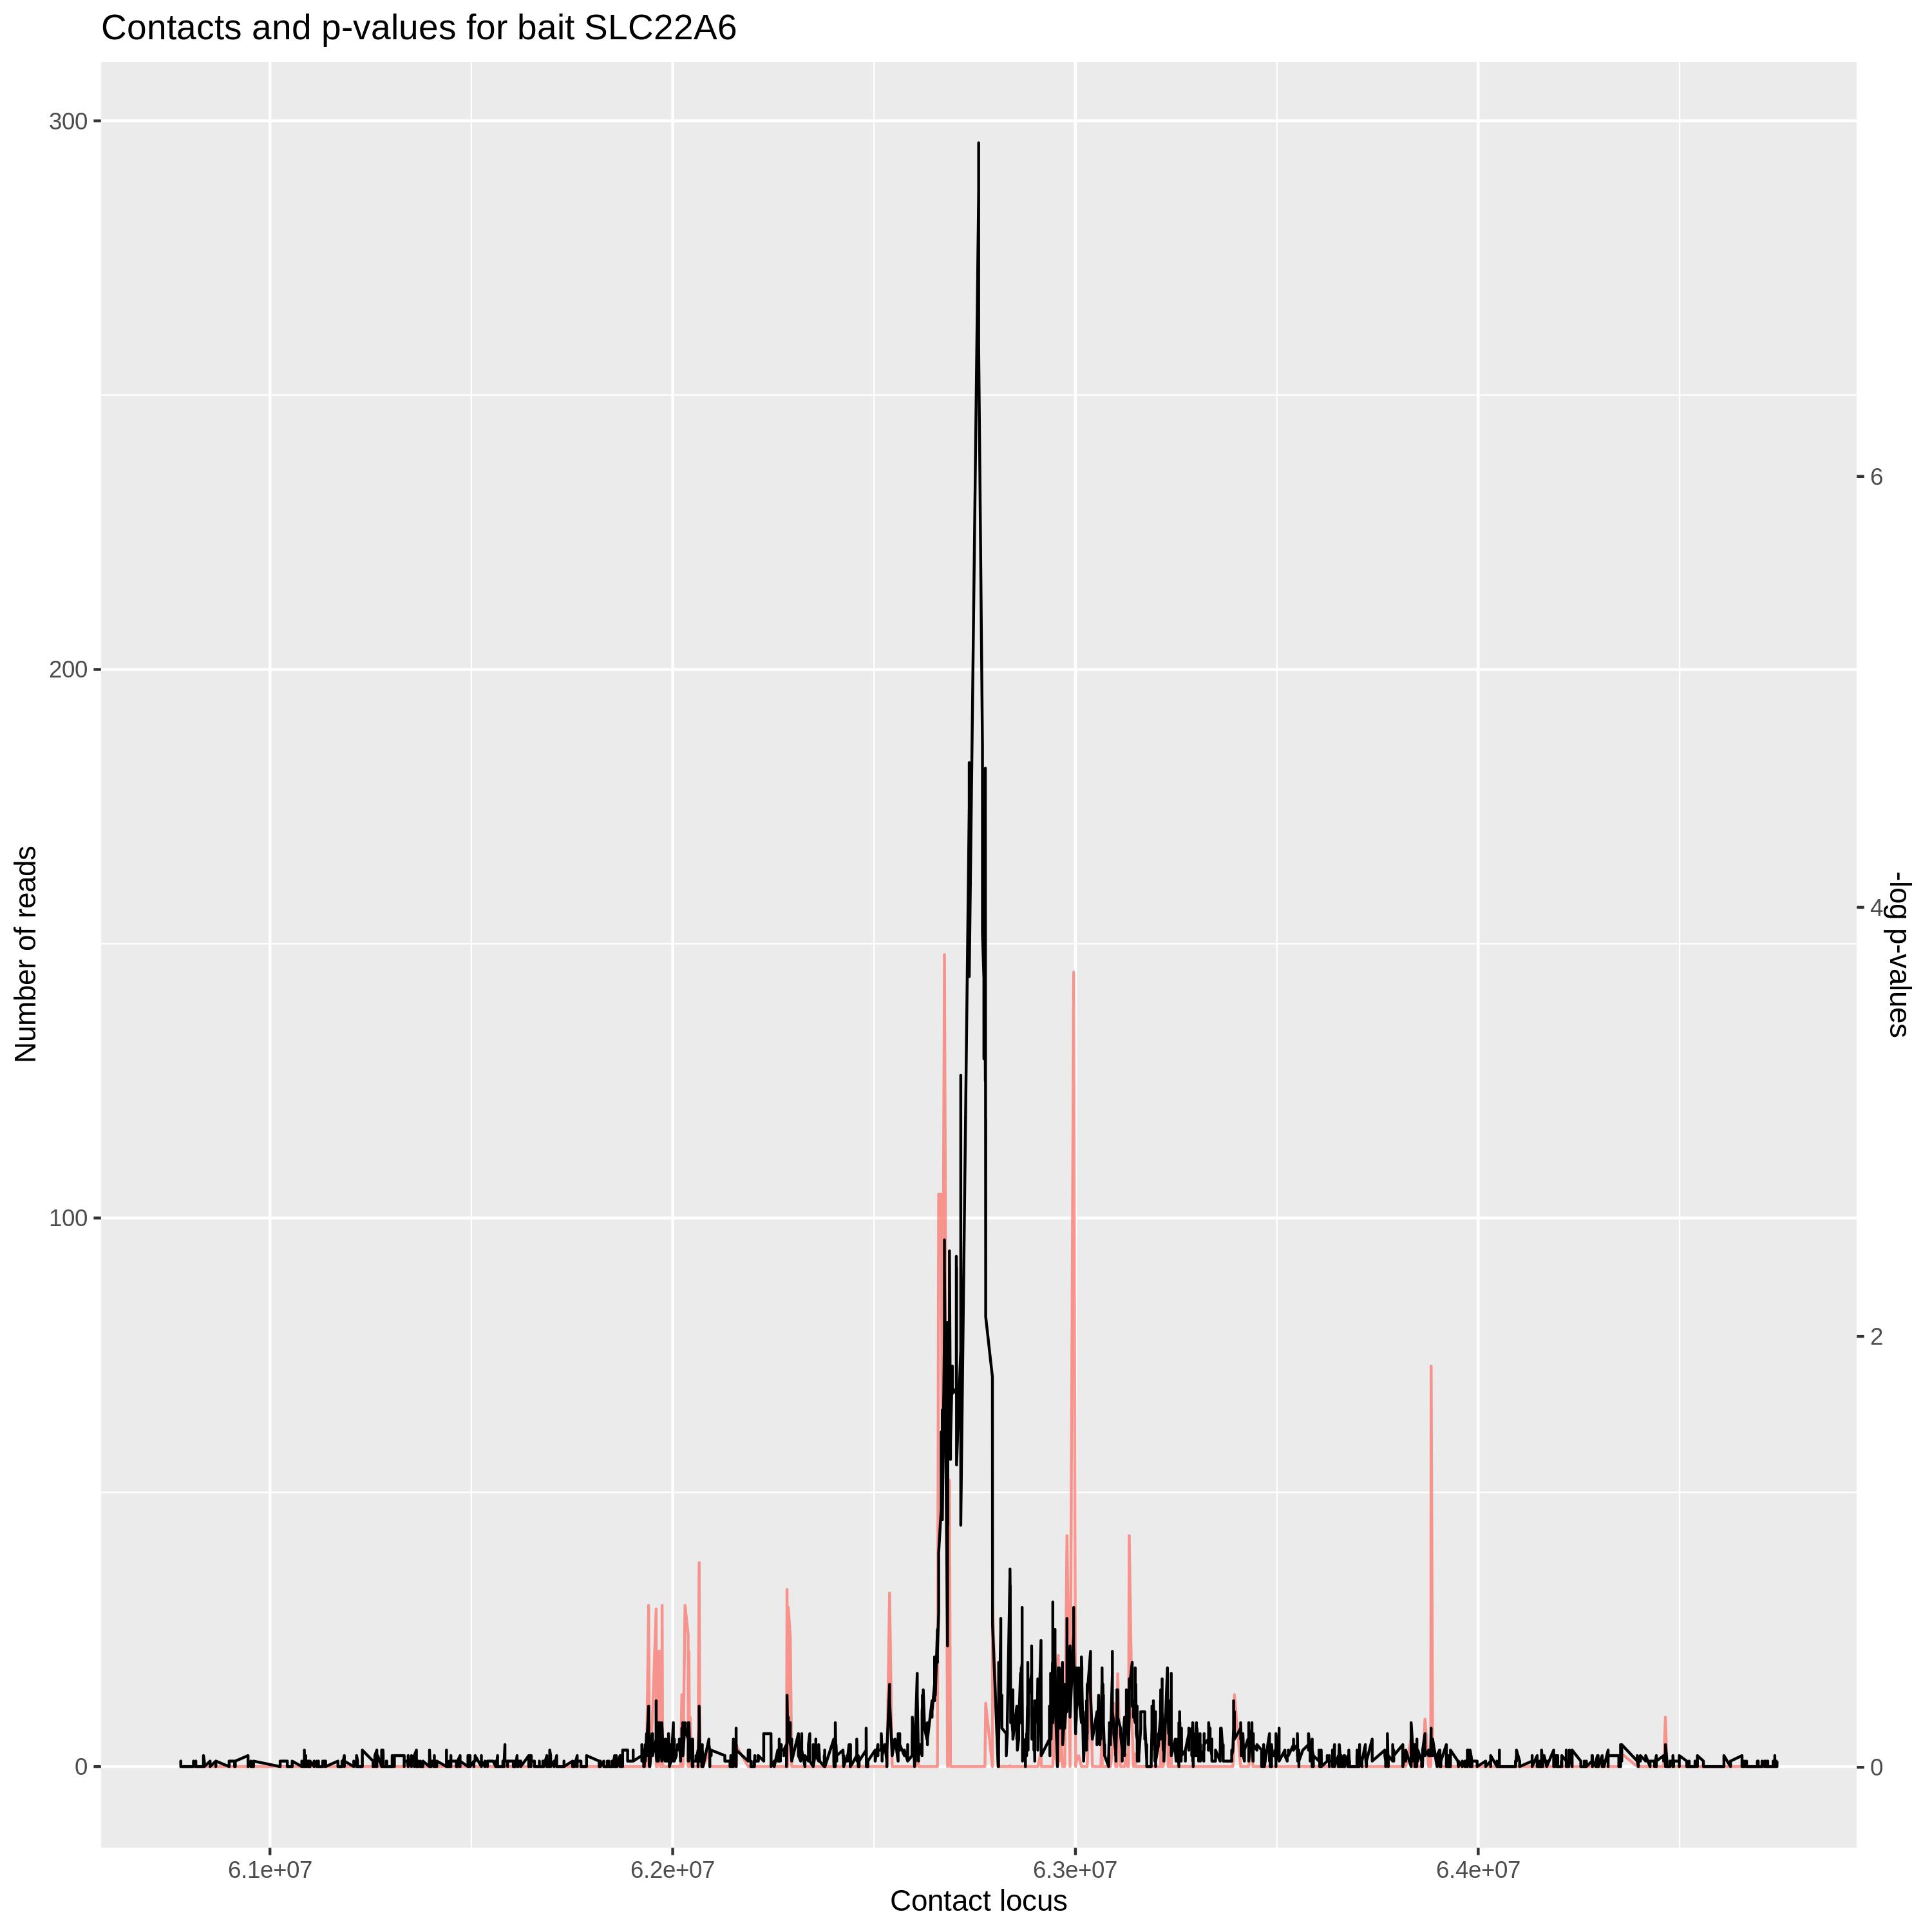 Contacts and p-values for bait SLC22A6
300
200
100
0
6
4
2
0
Number of reads
-log p-values
6.1e+07
6.2e+07
6.3e+07
6.4e+07
Contact locus